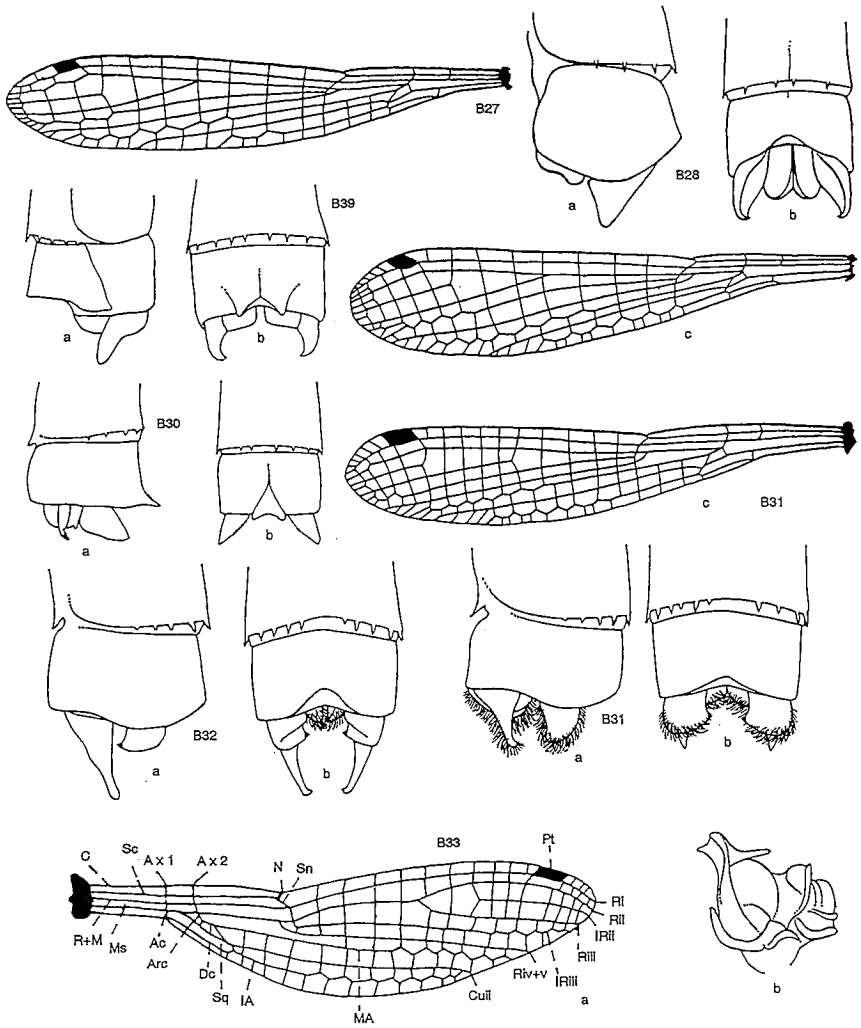 B27
B28
a
b
B39
a
b
c
B30
a
b
c
B31
B32
a
b
B31
a
b
B33
Pt
C
Sc
A x 1
A x 2
N
Sn
Ri
Rii
IRii
Riii
R+M
Ms
Ac
Arc
Dc
Sq
IA
MA
Cuii
Riv+v
IRiii
a
b